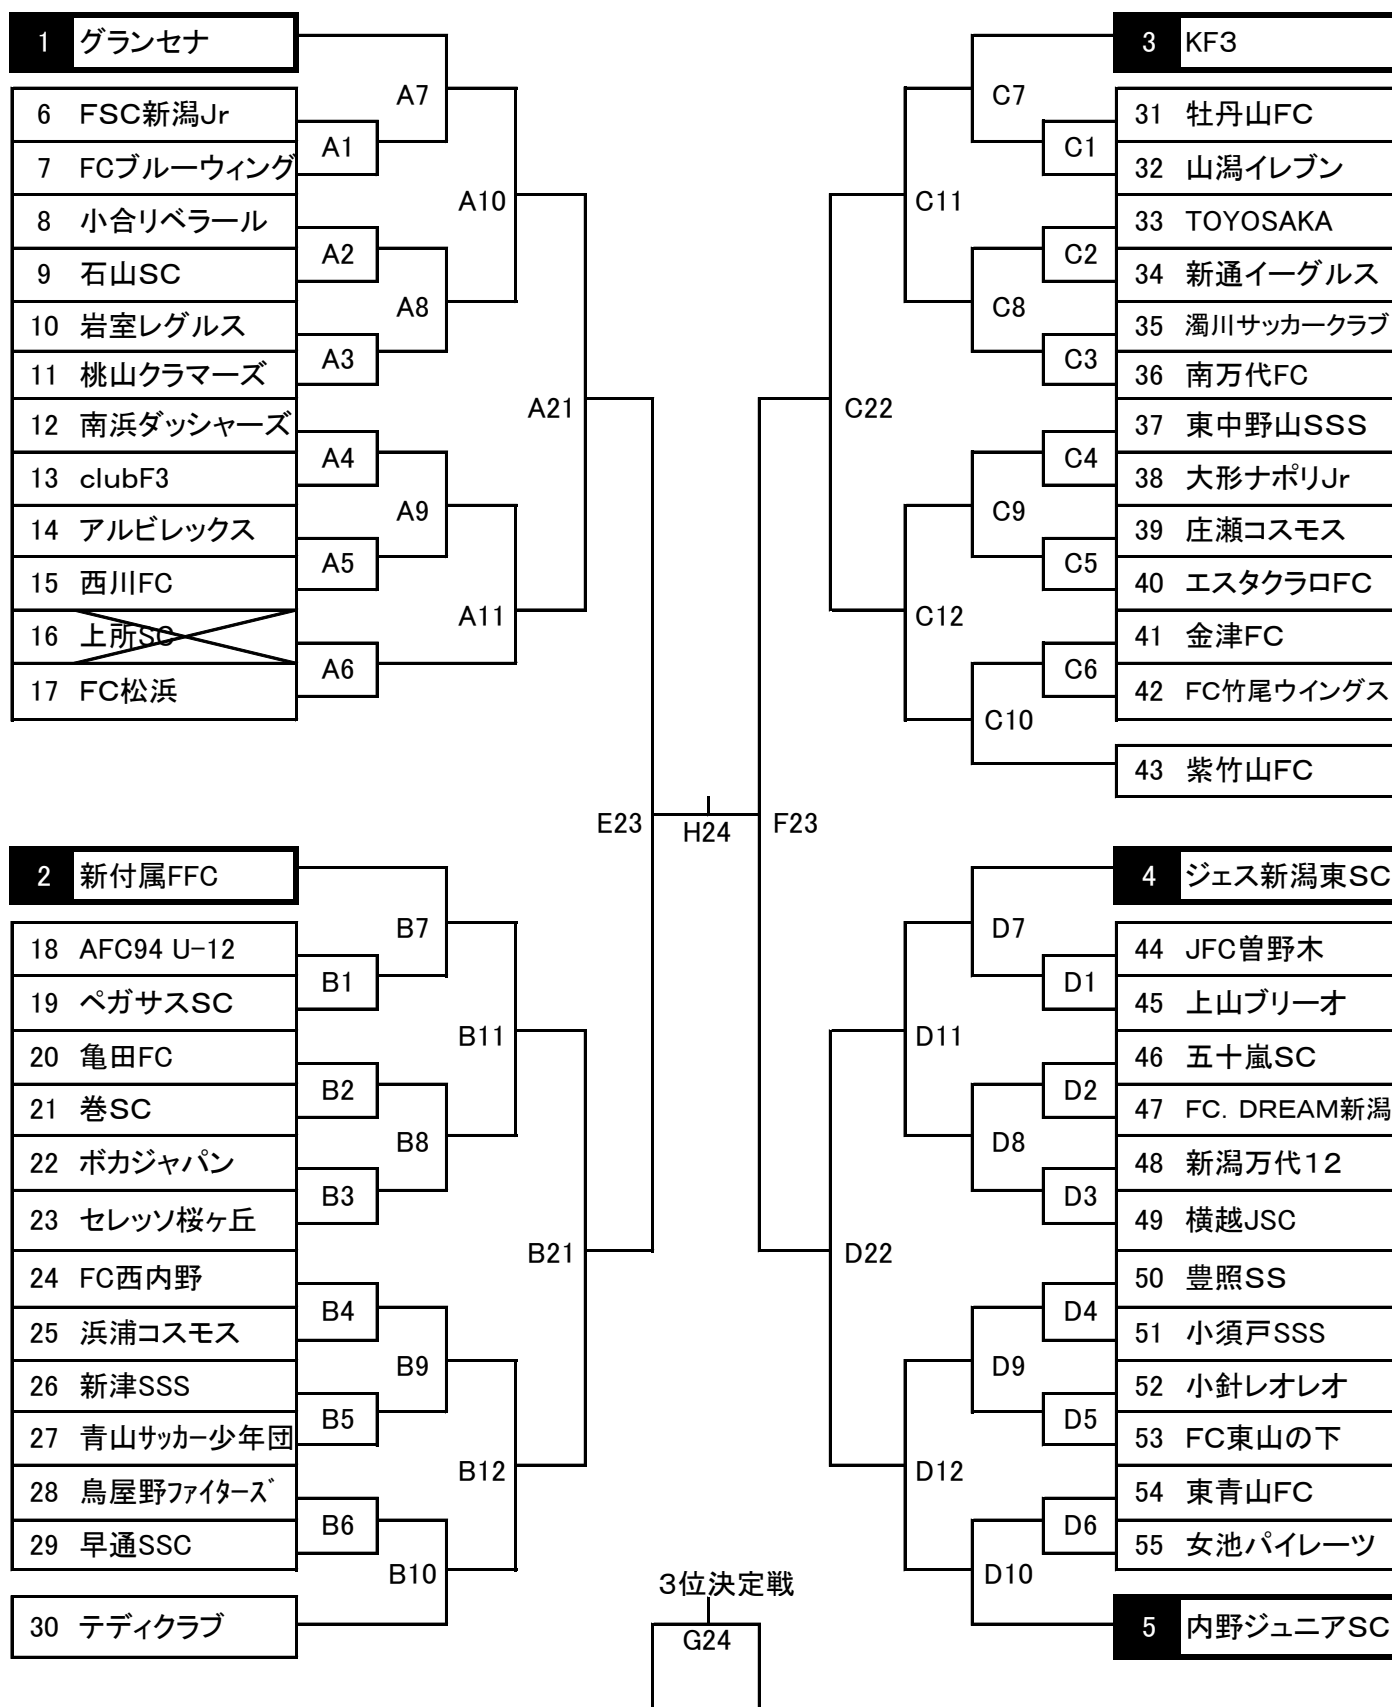 1 グランセナ
6 FSC新潟Jr
7 FCブルーウィング
8 小合リベラール
9 石山SC
10 岩室レグルス
11 桃山クラマーズ
12 南浜ダッシャーズ
13 clubF3
14 アルビレックス
15 西川FC
16 上所SC
17 FC松浜
A1
A2
A3
A4
A5
A6
A7
A8
A9
A10
A11
A21
2 新付属FFC
18 AFC94 U-12
19 ペガサスSC
20 亀田FC
21 巻SC
22 ボカジャパン
23 セレッソ桜ヶ丘
24 FC西内野
25 浜浦コスモス
26 新津SSS
27 青山サッカー少年団
28 鳥屋野ファイターズ
29 早通SSC
30 テディクラブ
B1
B2
B3
B4
B5
B6
B7
B8
B9
B10
B11
B12
B21
E23
H24
F23
3位決定戦
G24
3 KF3
31 牡丹山FC
32 山潟イレブン
33 TOYOSAKA
34 新通イーグルス
35 濁川サッカークラブ
36 南万代FC
37 東中野山SSS
38 大形ナポリJr
39 庄瀬コスモス
40 エスタクラロFC
41 金津FC
42 FC竹尾ウイングス
43 紫竹山FC
C1
C2
C3
C4
C5
C6
C7
C8
C9
C10
C11
C12
C22
4 ジェス新潟東SC
44 JFC曽野木
45 上山ブリーオ
46 五十嵐SC
47 FC．DREAM新潟
48 新潟万代12
49 横越JSC
50 豊照SS
51 小須戸SSS
52 小針レオレオ
53 FC東山の下
54 東青山FC
55 女池パイレーツ
5 内野ジュニアSC
D1
D2
D3
D4
D5
D6
D7
D8
D9
D10
D11
D12
D22